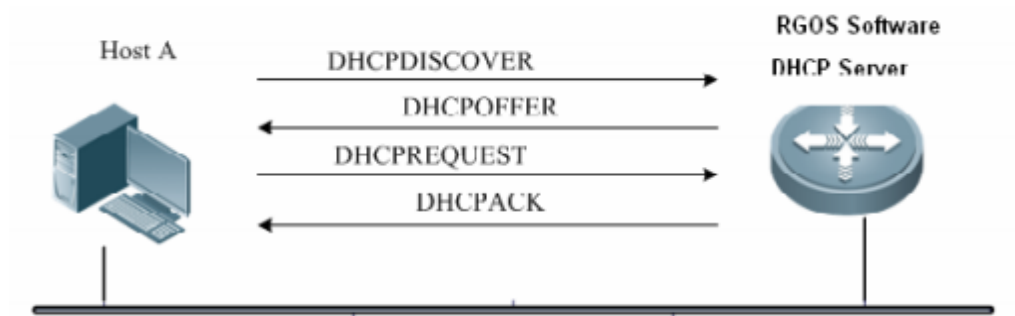 Host A
RGOS Software
DHCP Server
DHCPDISCOVER
DHCPOFFER
DHCPREQUEST
DHCPACK